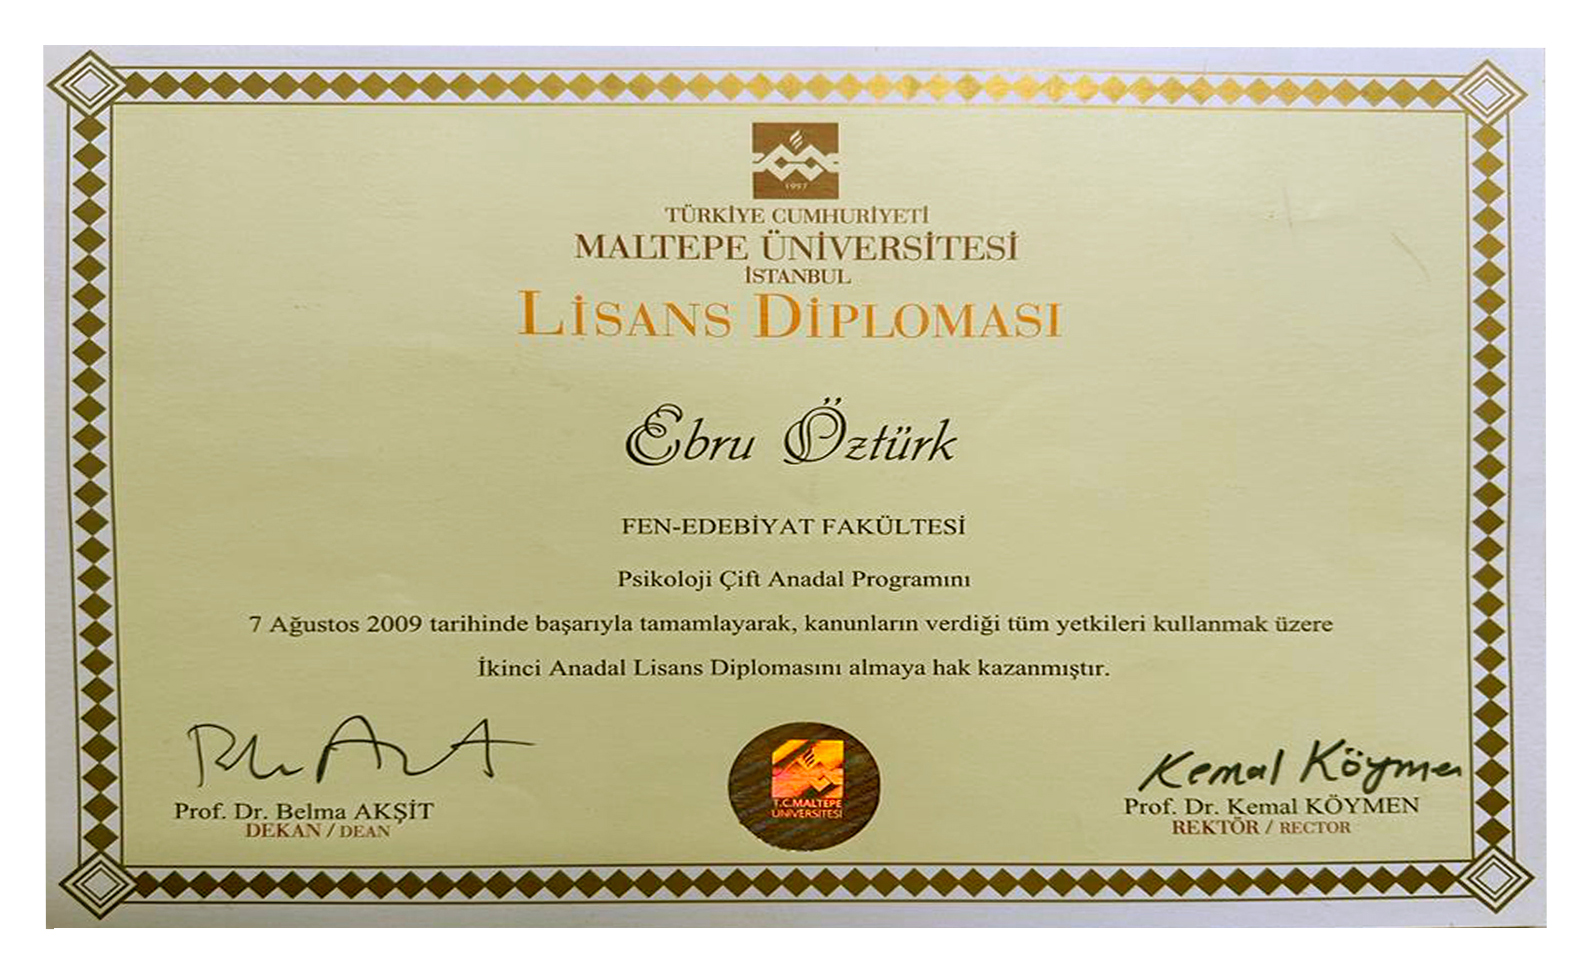 1997
TÜRKİYE CUMHURİYETİ
MALTEPE ÜNİVERSİTESİ
İSTANBUL
LİSANS DİPLOMASI
Ebru Öztürk
FEN-EDEBİYAT FAKÜLTESİ
Psikoloji Çift Anadal Programını
7 Ağustos 2009 tarihinde başarıyla tamamlayarak, kanunların verdiği tüm yetkileri kullanmak üzere
İkinci Anadal Lisans Diplomasını almaya hak kazanmıştır.
Prof. Dr. Belma AKŞİT
DEKAN / DEAN
T.C.MALTEPE
ÜNİVERSİTESİ
Kemal Köymen
Prof. Dr. Kemal KÖYMEN
REKTÖR / RECTOR